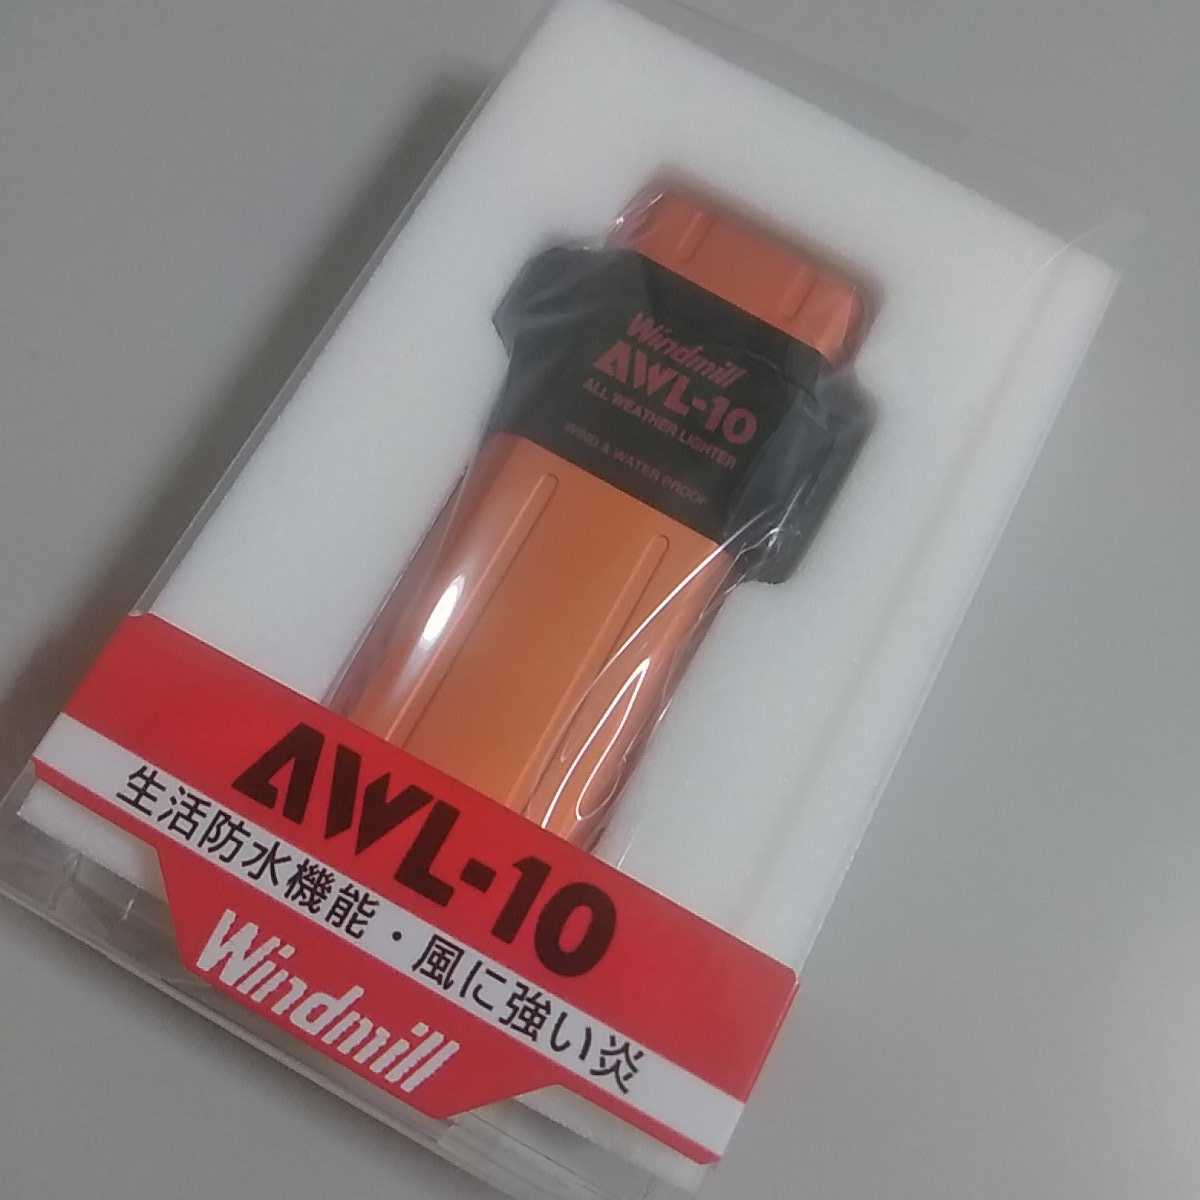 Windmill
AWL-10
ALL WEATHER LIGHTER
WIND & WATER PROOF
AWL-10
生活防水機能・風に強い炎
Windmill